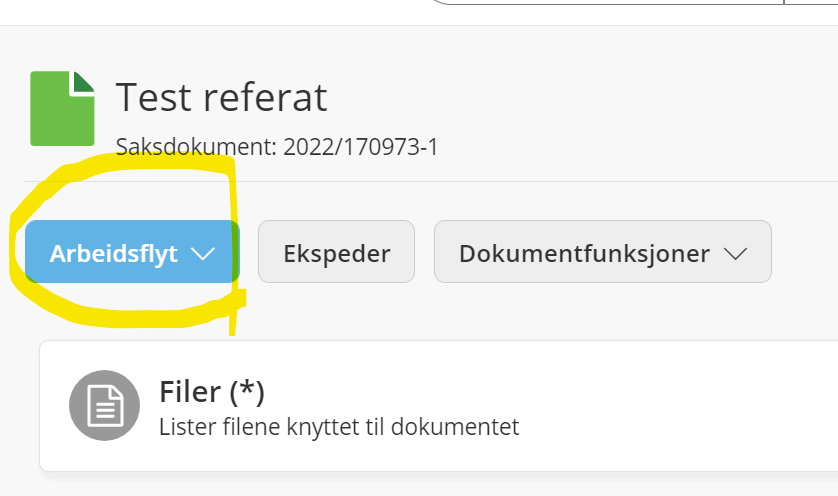 Test referat
Saksdokument: 2022/170973-1
Arbeidsflyt
Ekspeder
Dokumentfunksjoner
Filer (*)
Lister filene knyttet til dokumentet